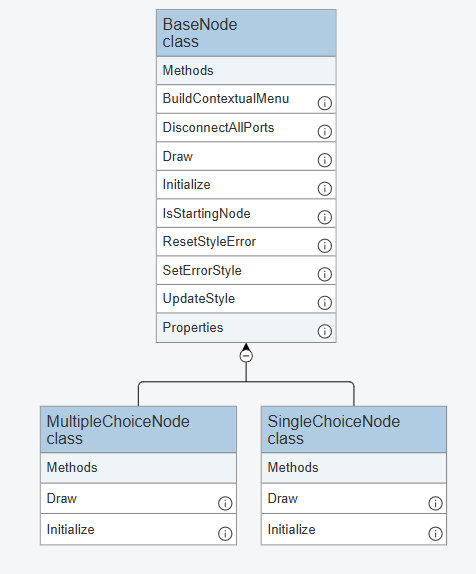 BaseNode
class
Methods
BuildContextualMenu
DisconnectAllPorts
Draw
Initialize
IsStartingNode
ResetStyleError
SetErrorStyle
UpdateStyle
Properties
MultipleChoiceNode
class
Methods
Draw
Initialize
SingleChoiceNode
class
Methods
Draw
Initialize